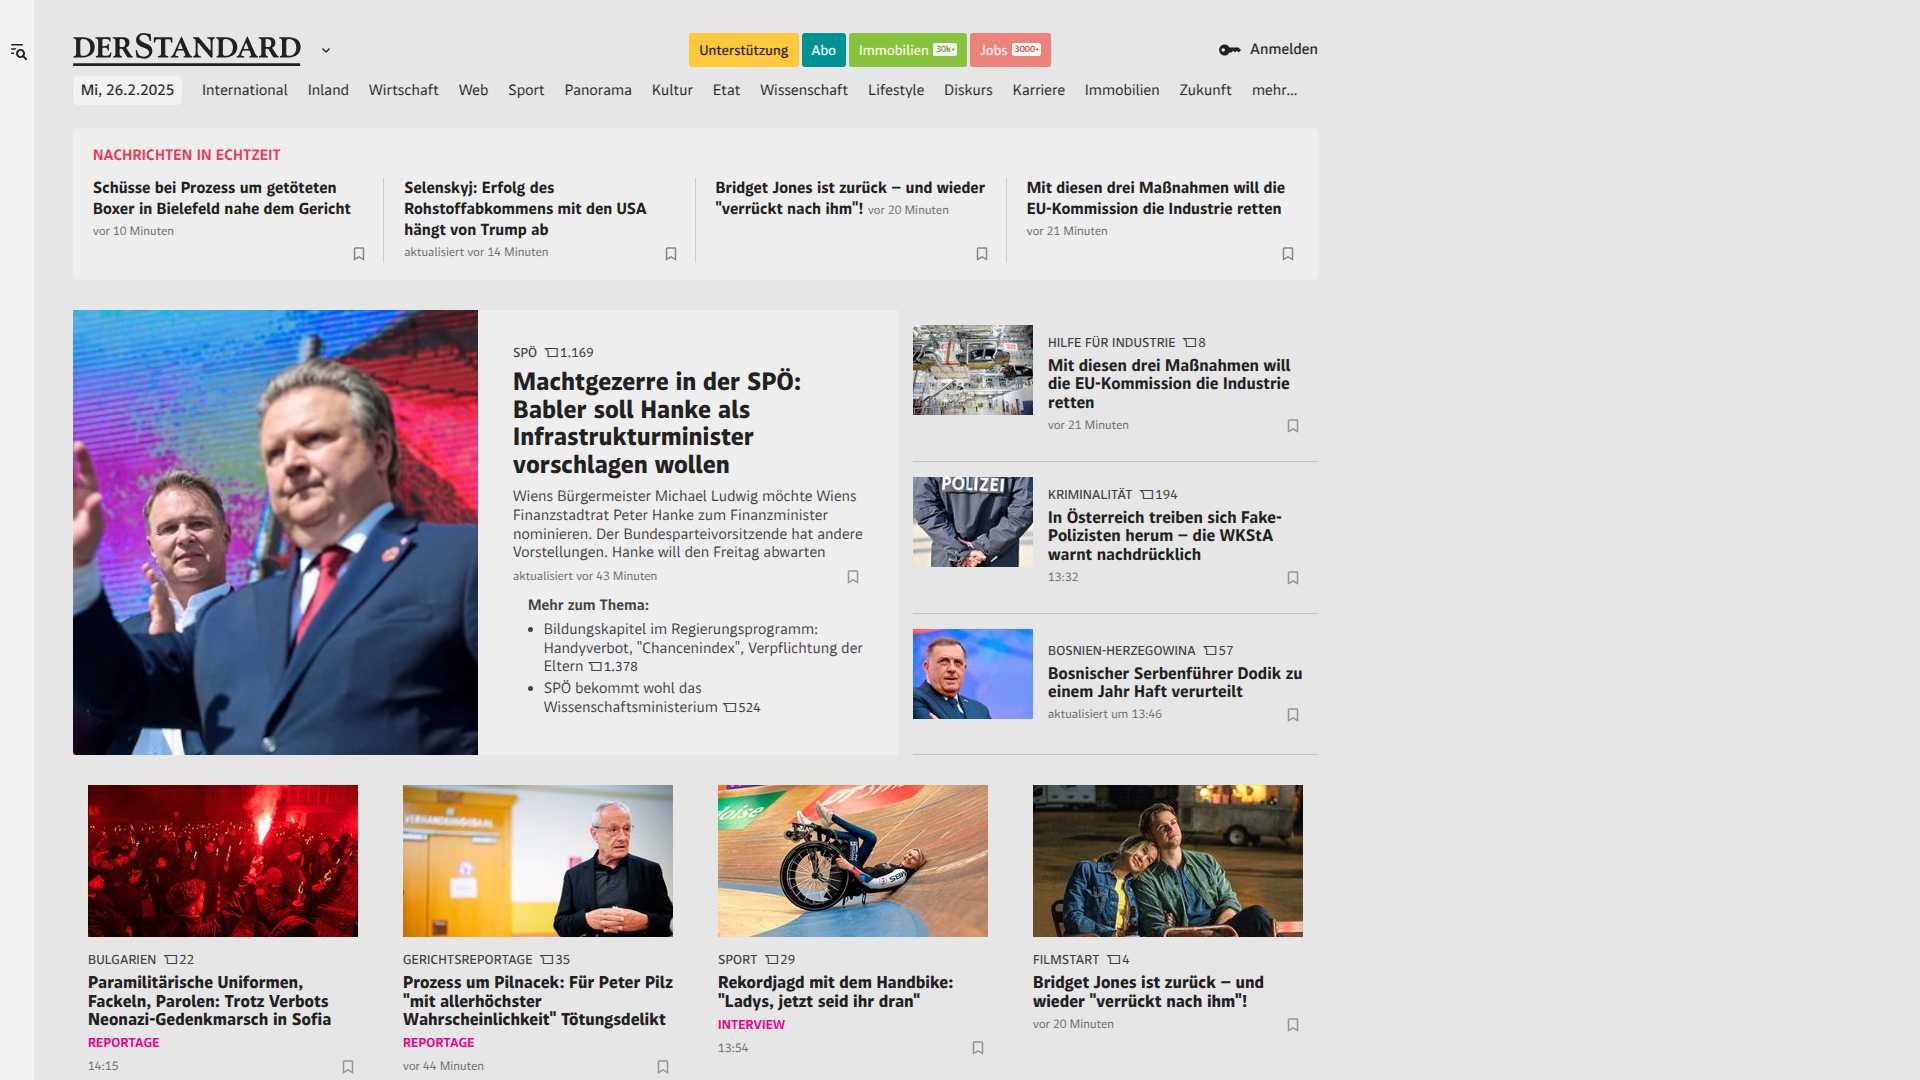 DERSTANDARD
Unterstützung
Abo
Immobilien 30k+
Jobs 3000+
Anmelden
Mi, 26.2.2025
International
Inland
Wirtschaft
Web
Sport
Panorama
Kultur
Etat
Wissenschaft
Lifestyle
Diskurs
Karriere
Immobilien
Zukunft
mehr...
NACHRICHTEN IN ECHTZEIT
Schüsse bei Prozess um getöteten
Boxer in Bielefeld nahe dem Gericht
vor 10 Minuten
Selenskyj: Erfolg des
Rohstoffabkommens mit den USA
hängt von Trump ab
aktualisiert vor 14 Minuten
Bridget Jones ist zurück – und wieder
"verrückt nach ihm"! vor 20 Minuten
Mit diesen drei Maßnahmen will die
EU-Kommission die Industrie retten
vor 21 Minuten
SPÖ 1.169
Machtgezerre in der SPÖ:
Babler soll Hanke als
Infrastrukturminister
vorschlagen wollen
Wiens Bürgermeister Michael Ludwig möchte Wiens
Finanzstadtrat Peter Hanke zum Finanzminister
nominieren. Der Bundesparteivorsitzende hat andere
Vorstellungen. Hanke will den Freitag abwarten
aktualisiert vor 43 Minuten
Mehr zum Thema:
• Bildungskapitel im Regierungsprogramm:
Handyverbot, "Chancenindex", Verpflichtung der
Eltern 1.378
• SPÖ bekommt wohl das
Wissenschaftsministerium 524
HILFE FÜR INDUSTRIE 8
Mit diesen drei Maßnahmen will
die EU-Kommission die Industrie
retten
vor 21 Minuten
POLIZEI
KRIMINALITÄT 194
In Österreich treiben sich Fake-
Polizisten herum – die WKStA
warnt nachdrücklich
13:32
BOSNIEN-HERZEGOWINA 57
Bosnischer Serbenführer Dodik zu
einem Jahr Haft verurteilt
aktualisiert um 13:46
BULGARIEN 22
Paramilitärische Uniformen,
Fackeln, Parolen: Trotz Verbots
Neonazi-Gedenkmarsch in Sofia
REPORTAGE
14:15
GERICHTSREPORTAGE 35
Prozess um Pilnacek: Für Peter Pilz
"mit allerhöchster
Wahrscheinlichkeit" Tötungsdelikt
REPORTAGE
vor 44 Minuten
SPORT 29
Rekordjagd mit dem Handbike:
"Ladys, jetzt seid ihr dran"
INTERVIEW
13:54
FILMSTART 4
Bridget Jones ist zurück – und
wieder "verrückt nach ihm"!
vor 20 Minuten